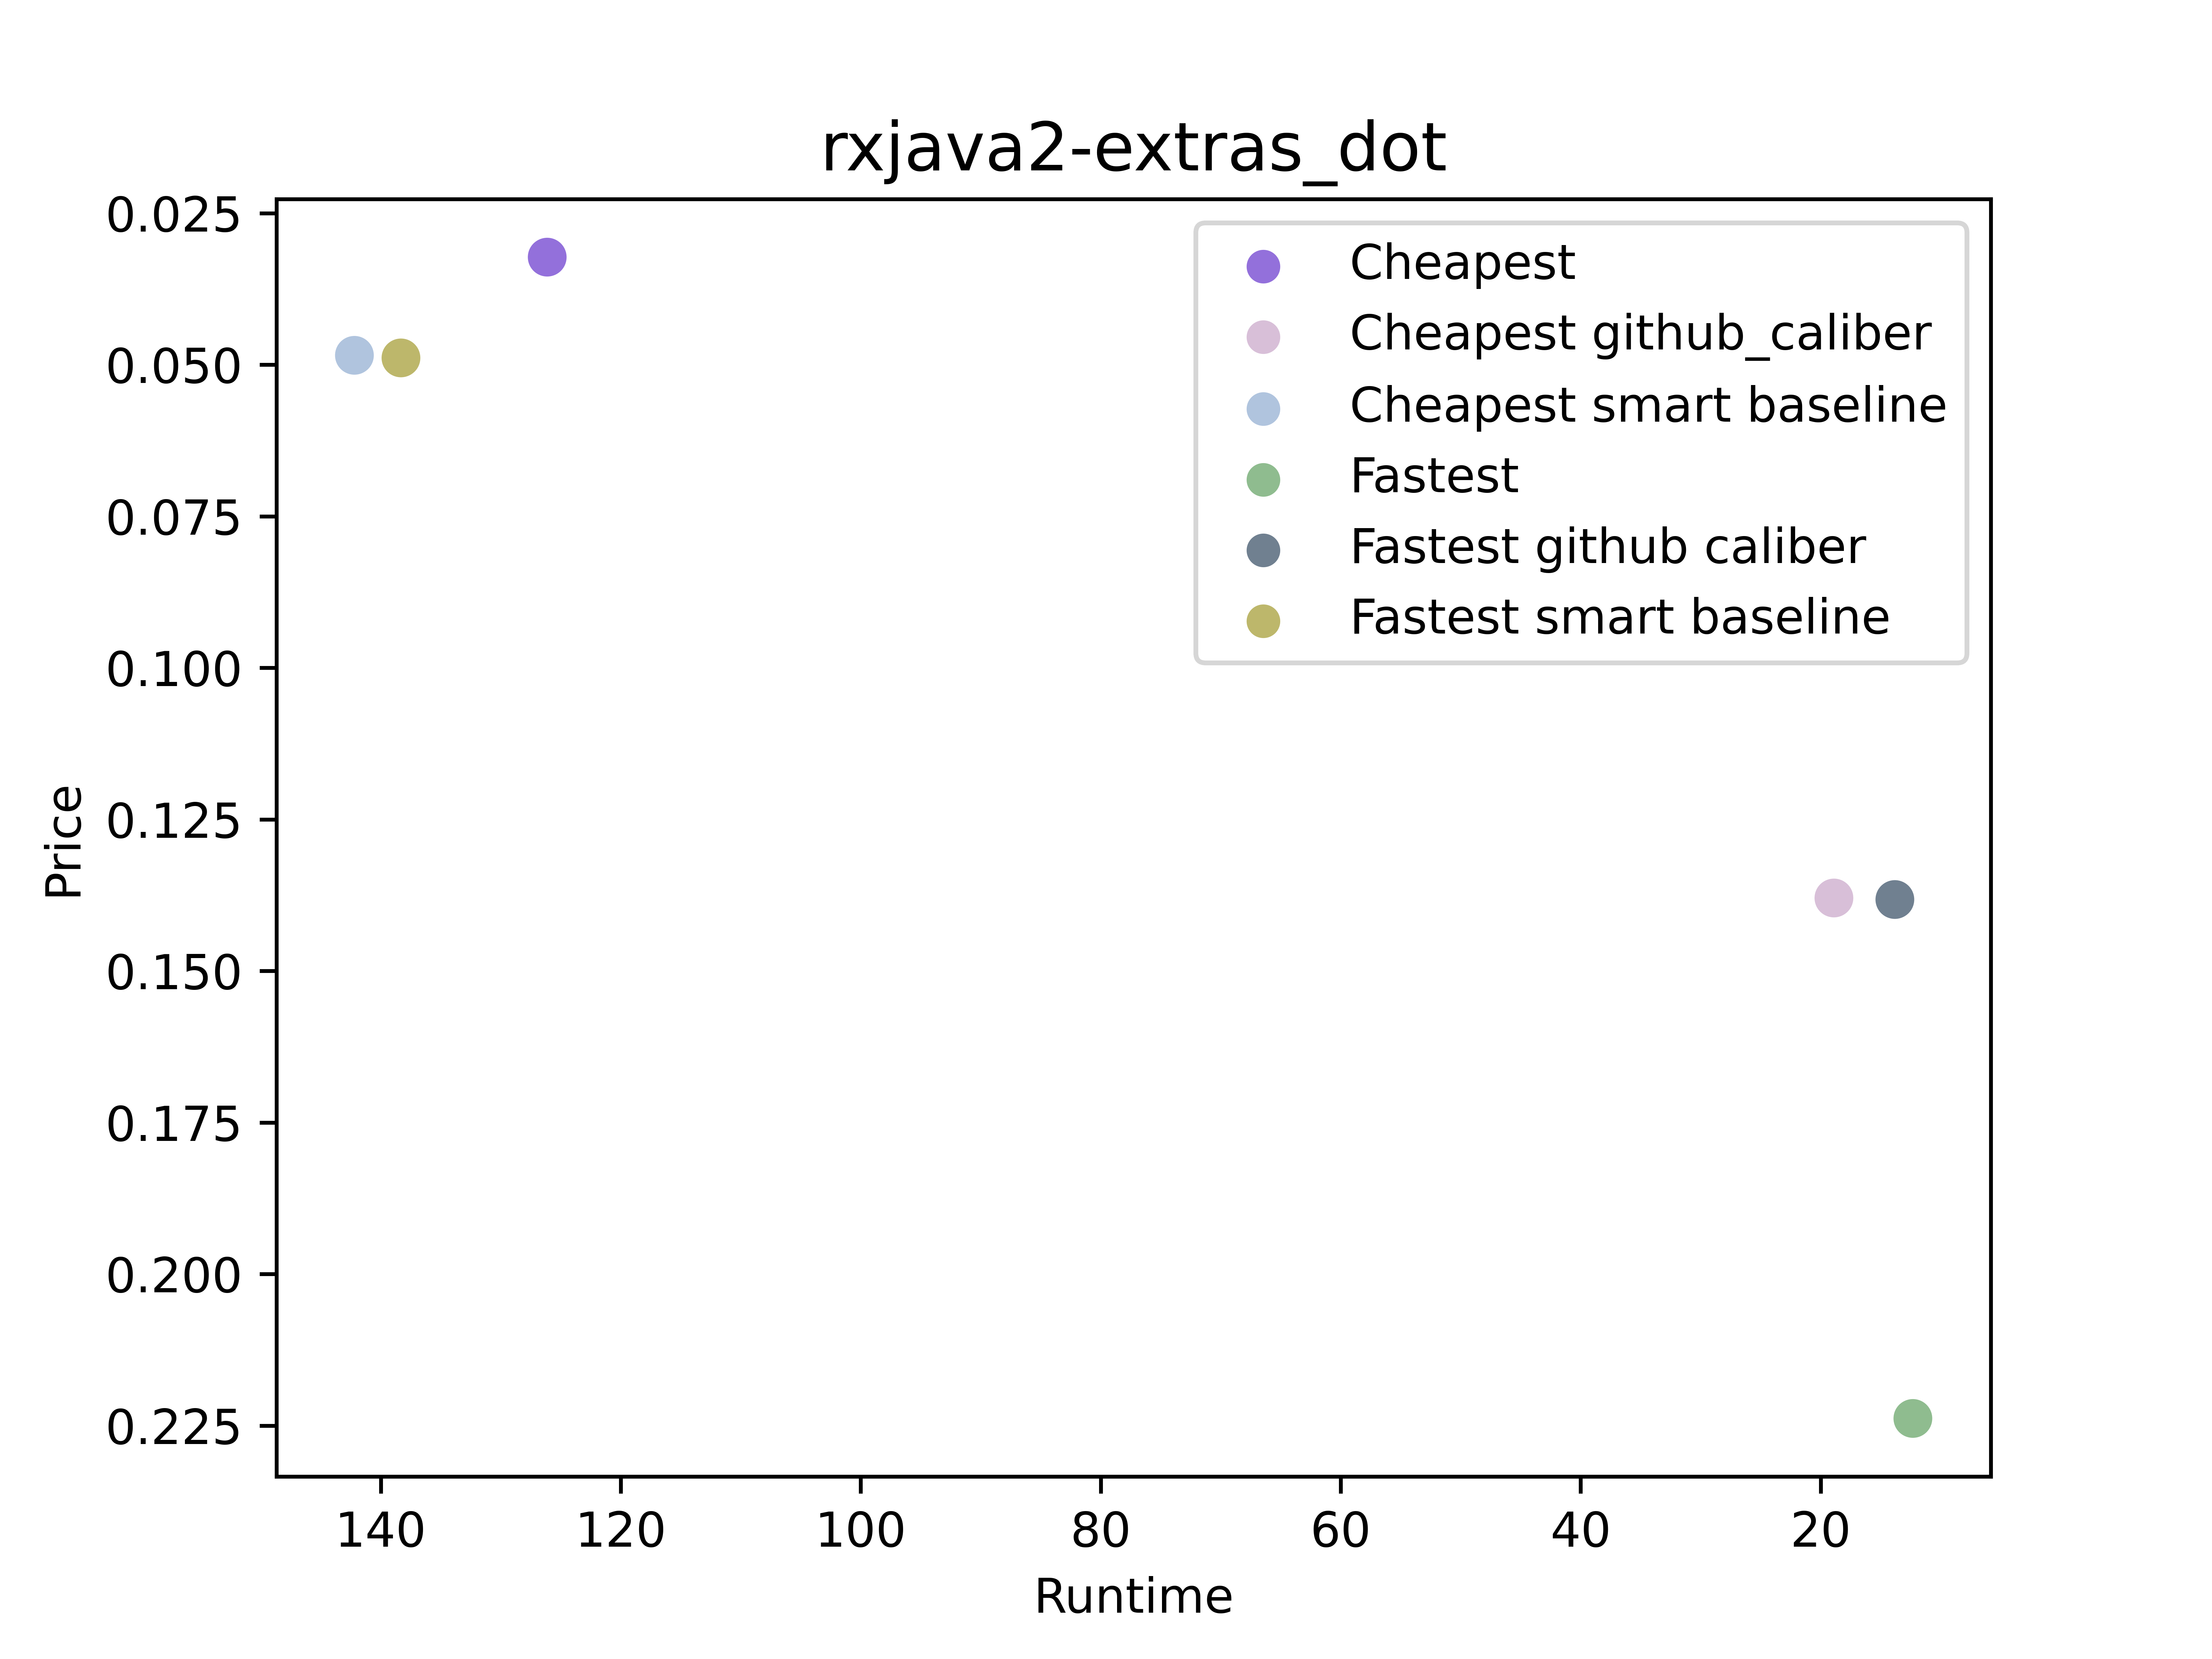 rxjava2-extras_dot
0.025
0.050
0.075
0.100
0.125
0.150
0.175
0.200
0.225
Price
Cheapest
Cheapest github_caliber
Cheapest smart baseline
Fastest
Fastest github caliber
Fastest smart baseline
140 120 100 80 60 40 20
Runtime